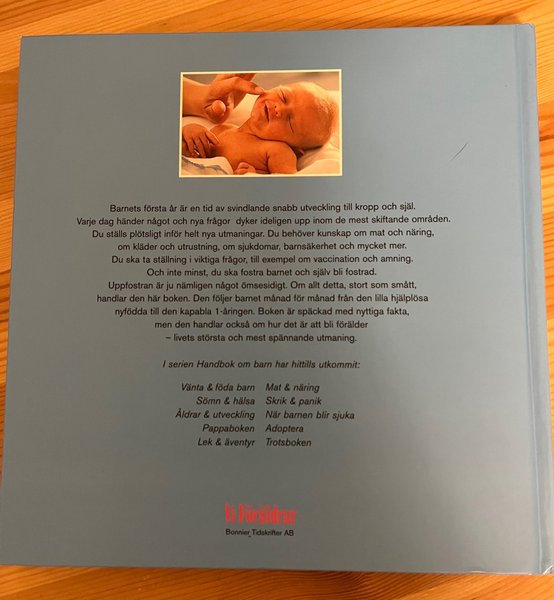 Barnets första år är en tid av svindlande snabb utveckling till kropp och själ.
Varje dag händer något och nya frågor dyker ideligen upp inom de mest skiftande områden.
Du ställs plötsligt inför helt nya utmaningar. Du behöver kunskap om mat och näring,
om kläder och utrustning, om sjukdomar, barnsäkerhet och mycket mer.
Du ska ta ställning i viktiga frågor, till exempel om vaccination och amning.
Och inte minst, du ska fostra barnet och själv bli fostrad.
Uppfostran är ju nämligen något ömsesidigt. Om allt detta, stort som smått,
handlar den här boken. Den följer barnet månad för månad från den lilla hjälplösa
nyfödda till den kapabla 1-åringen. Boken är späckad med nyttiga fakta,
men den handlar också om hur det är att bli förälder
– livets största och mest spännande utmaning.
I serien Handbok om barn har hittills utkommit:
Vänta & föda barn Mat & näring
Sömn & hälsa Skrik & panik
Åldrar & utveckling När barnen blir sjuka
Pappaboken Adoptera
Lek & äventyr Trotsboken
Vi Föräldrar
Bonnier Tidskrifter AB